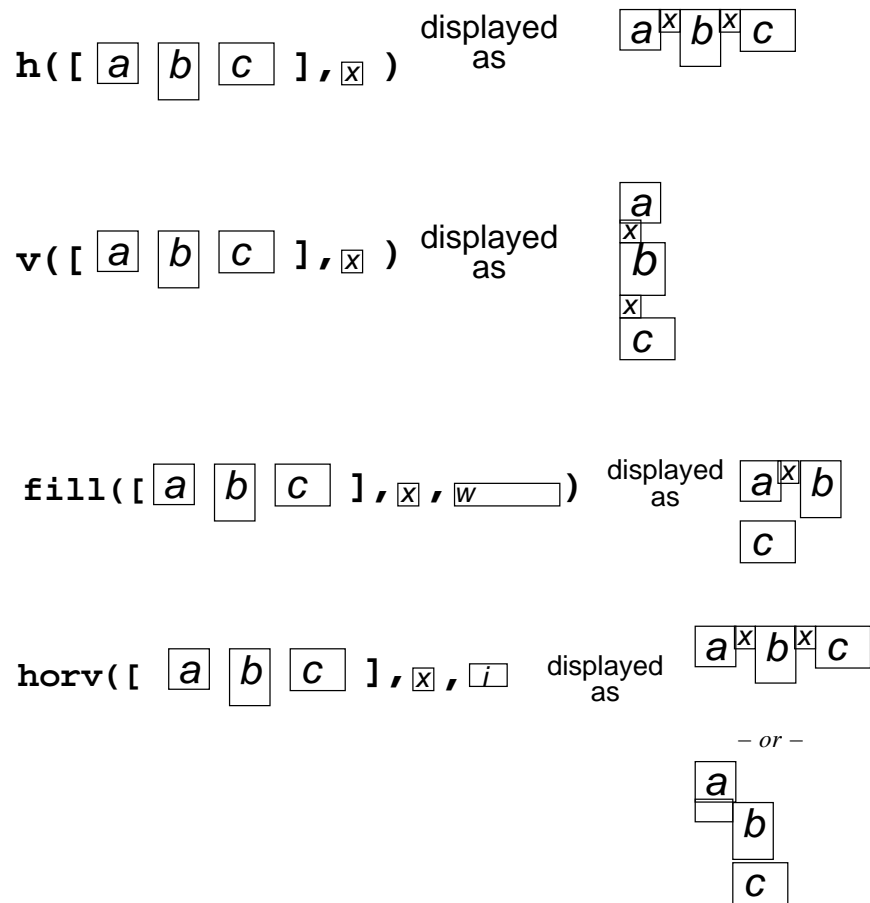 h([ a b c ], x ) displayed as a x b x c
v([ a b c ], x ) displayed as
a
x
b
x
c
fill([ a b c ], x , w ) displayed as a x b
c
horv([ a b c ], x , i displayed as a x b x c
– or –
a
b
c